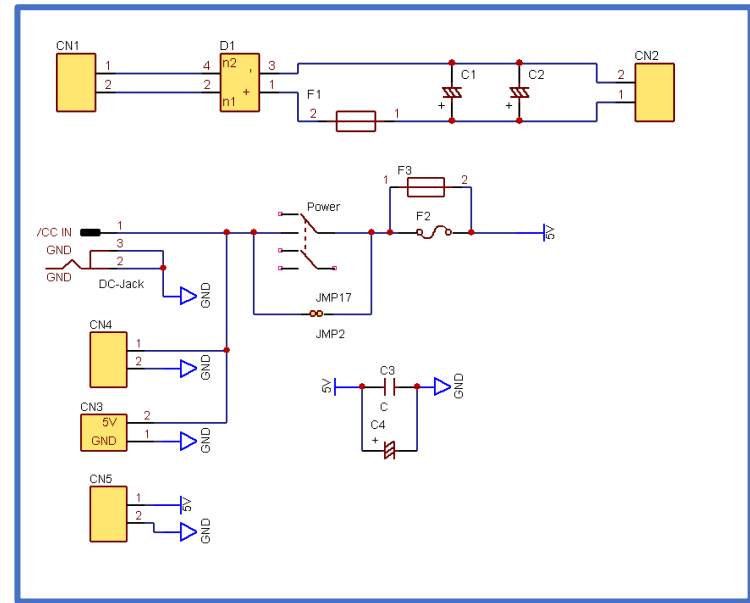 CN1
1
2
D1
4
n2
2
n1
3
1
+
F1
2
1
C1
+
C2
+
CN2
2
1
/CC IN
1
GND
3
GND
2
DC-Jack
GND
Power
JMP17
JMP2
F3
1
2
F2
5V
CN4
1
2
GND
CN3
5V
2
GND
1
GND
CN5
1
2
5V
GND
5V
C3
C
C4
+
GND